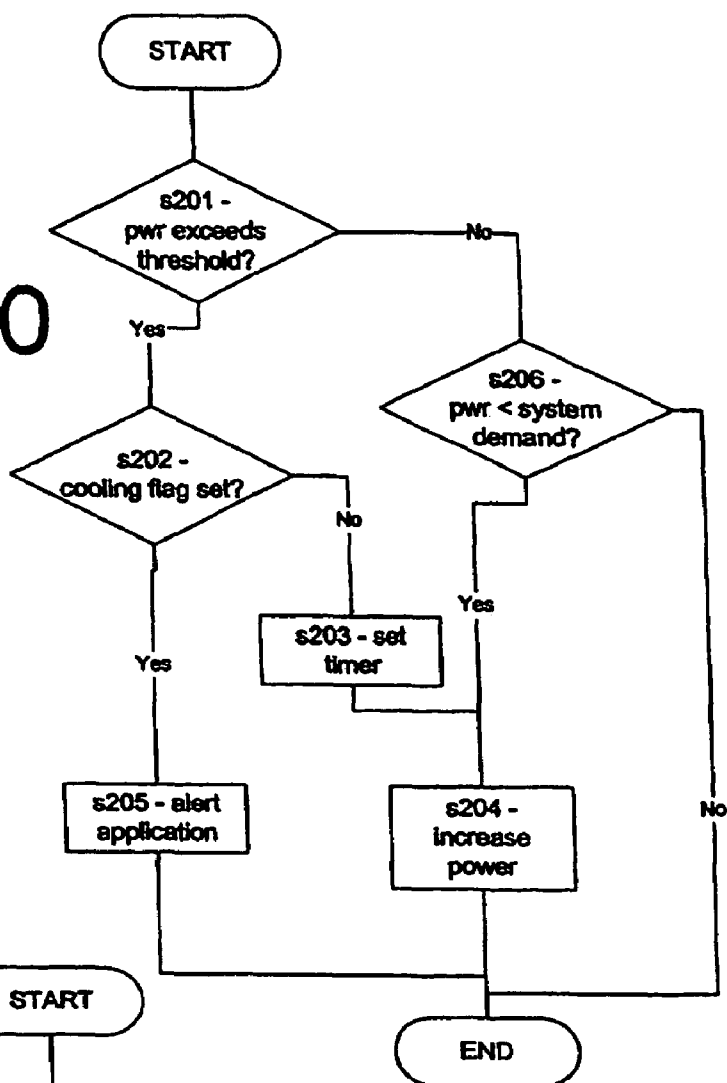 START
s201 -
pwr exceeds
threshold?
No
Yes
s206 -
pwr < system
demand?
s202 -
cooling flag set?
No
Yes
s203 - set
timer
Yes
s205 - alert
application
s204 -
increase
power
No
START
END